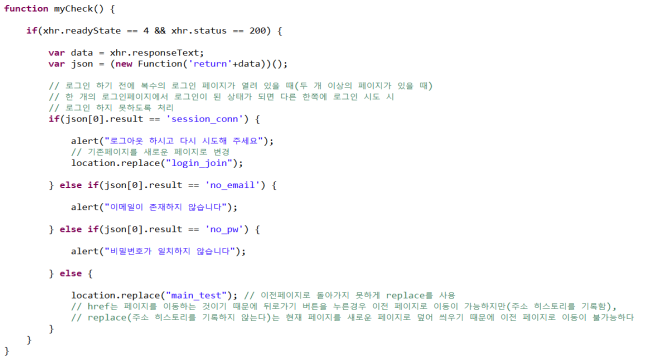 function myCheck() {
if(xhr.readyState == 4 && xhr.status == 200) {
var data = xhr.responseText;
var json = (new Function('return'+data))();
// 로그인 하기 전에 복수의 로그인 페이지가 열려 있을 때(두 개 이상의 페이지가 있을 때)
// 한 개의 로그인페이지에서 로그인이 된 상태가 되면 다른 한쪽에 로그인 시도 시
// 로그인 하지 못하도록 처리
if(json[0].result == 'session_conn') {
alert("로그아웃 하시고 다시 시도해 주세요");
// 기존페이지를 새로운 페이지로 변경
location.replace("login_join");
} else if(json[0].result == 'no_email') {
alert("이메일이 존재하지 않습니다");
} else if(json[0].result == 'no_pw') {
alert("비밀번호가 일치하지 않습니다");
} else {
location.replace("main_test"); // 이전페이지로 돌아가지 못하게 replace를 사용
// href는 페이지를 이동하는 것이기 때문에 뒤로가기 버튼을 누른경우 이전 페이지로 이동이 가능하지만(주소 히스토리를 기록함),
// replace(주소 히스토리를 기록하지 않는다)는 현재 페이지를 새로운 페이지로 덮어 씌우기 때문에 이전 페이지로 이동이 불가능하다
}
}
}